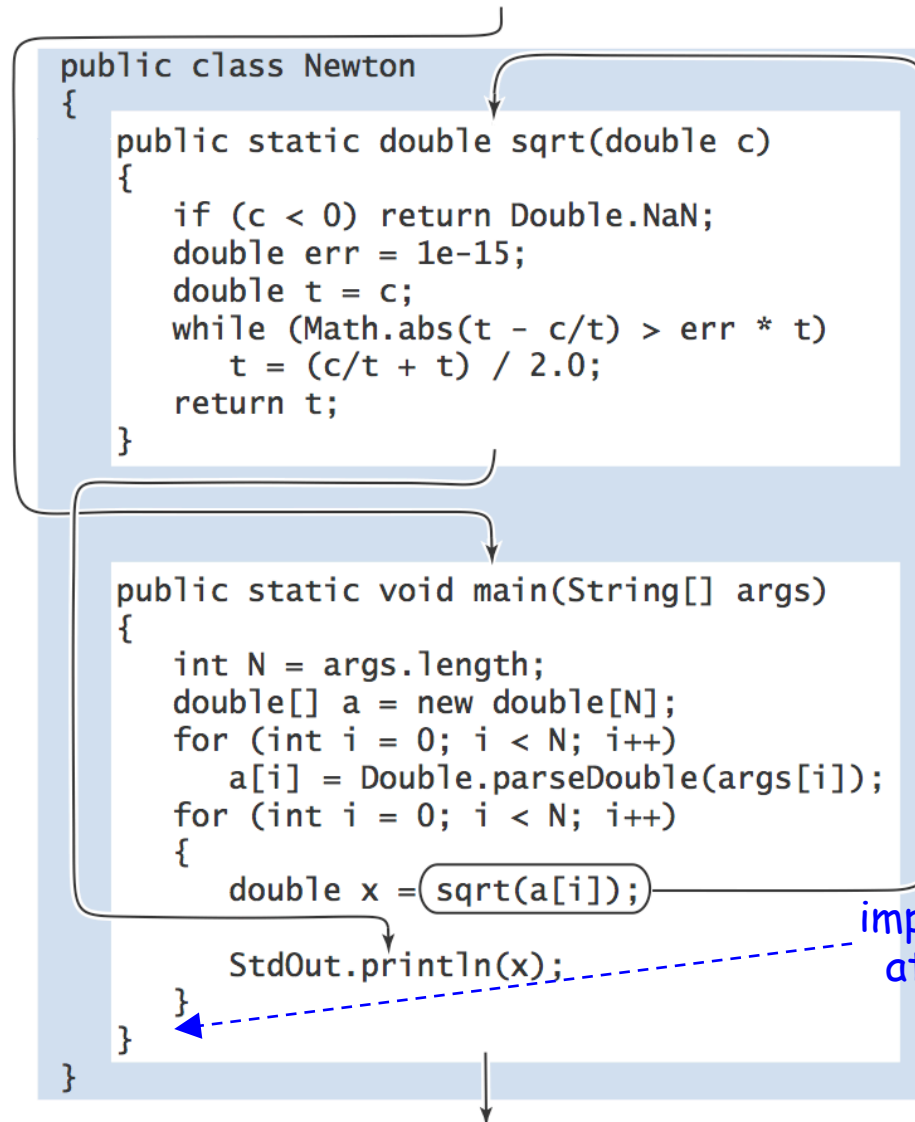 public class Newton
{
public static double sqrt(double c)
{
if (c < 0) return Double.NaN;
double err = 1e-15;
double t = c;
while (Math.abs(t - c/t) > err * t)
t = (c/t + t) / 2.0;
return t;
}
public static void main(String[] args)
{
int N = args.length;
double[] a = new double[N];
for (int i = 0; i < N; i++)
a[i] = Double.parseDouble(args[i]);
for (int i = 0; i < N; i++)
{
double x = sqrt(a[i]);
StdOut.println(x);
}
}
}